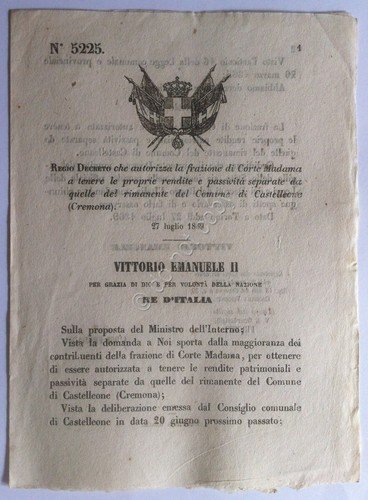 N° 5225.
REGIO DECRETO che autorizza la frazione di Corte Madama
a tenere le proprie rendite e passività separate da
quelle del rimanente del Comune di Castelleone
(Cremona).
27 luglio 1869
VITTORIO EMANUELE II
PER GRAZIA DI DIO E PER VOLONTÀ DELLA NAZIONE
RE D'ITALIA
Sulla proposta del Ministro dell'Interno;
Vista la domanda a Noi sporta dalla maggioranza dei
contribuenti della frazione di Corte Madama, per ottenere
di essere autorizzata a tenere le rendite patrimoniali e
passività separate da quelle del rimanente del Comune
di Castelleone (Cremona);
Vista la deliberazione emessa dal Consiglio comunale
di Castelleone in data 20 giugno prossimo passato;